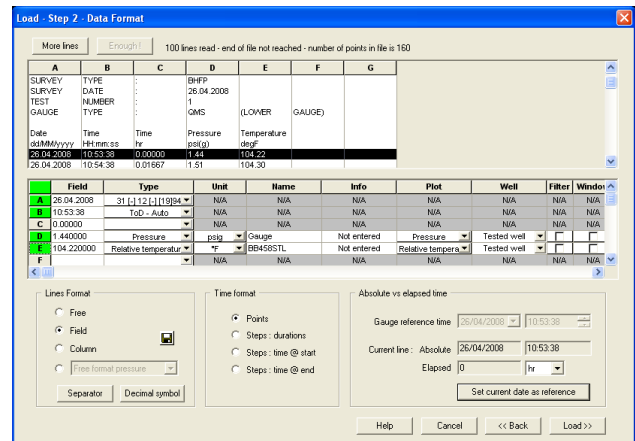 Load - Step 2 - Data Format
More lines Enough! 100 lines read - end of file not reached - number of points in file is 160
A B C D E F G
SURVEY TYPE : BHFP
SURVEY DATE : 26.04.2008
TEST NUMBER : 1
GAUGE TYPE : QMS (LOWER GAUGE)
Date Time Time Pressure Temperature
dd/MM/yyyy HH:mm:ss hr psi(g) degF
26.04.2008 10:53:38 0.00000 1.44 104.22
26.04.2008 10:54:38 0.01667 1.51 104.30
Field Type Unit Name Info Plot Well Filter Window
A 26.04.2008 31 [-] 12 [-] [19]94 N/A N/A N/A N/A N/A N/A N/A
B 10:53:38 ToD - Auto N/A N/A N/A N/A N/A N/A N/A
C 0.00000 N/A N/A N/A N/A N/A N/A N/A
D 1.440000 Pressure psig Gauge Not entered Pressure Tested well
E 104.220000 Relative temperatur °F BB458STL Not entered Relative tempera Tested well
F N/A N/A N/A N/A N/A N/A N/A
Lines Format Time format Absolute vs elapsed time
Free
Field
Column
Free format pressure
Separator Decimal symbol
Points
Steps : durations
Steps : time @ start
Steps : time @ end
Gauge reference time 26/04/2008 10:53:38
Current line : Absolute 26/04/2008 10:53:38
Elapsed 0 hr
Set current date as reference
Help Cancel << Back Load >>